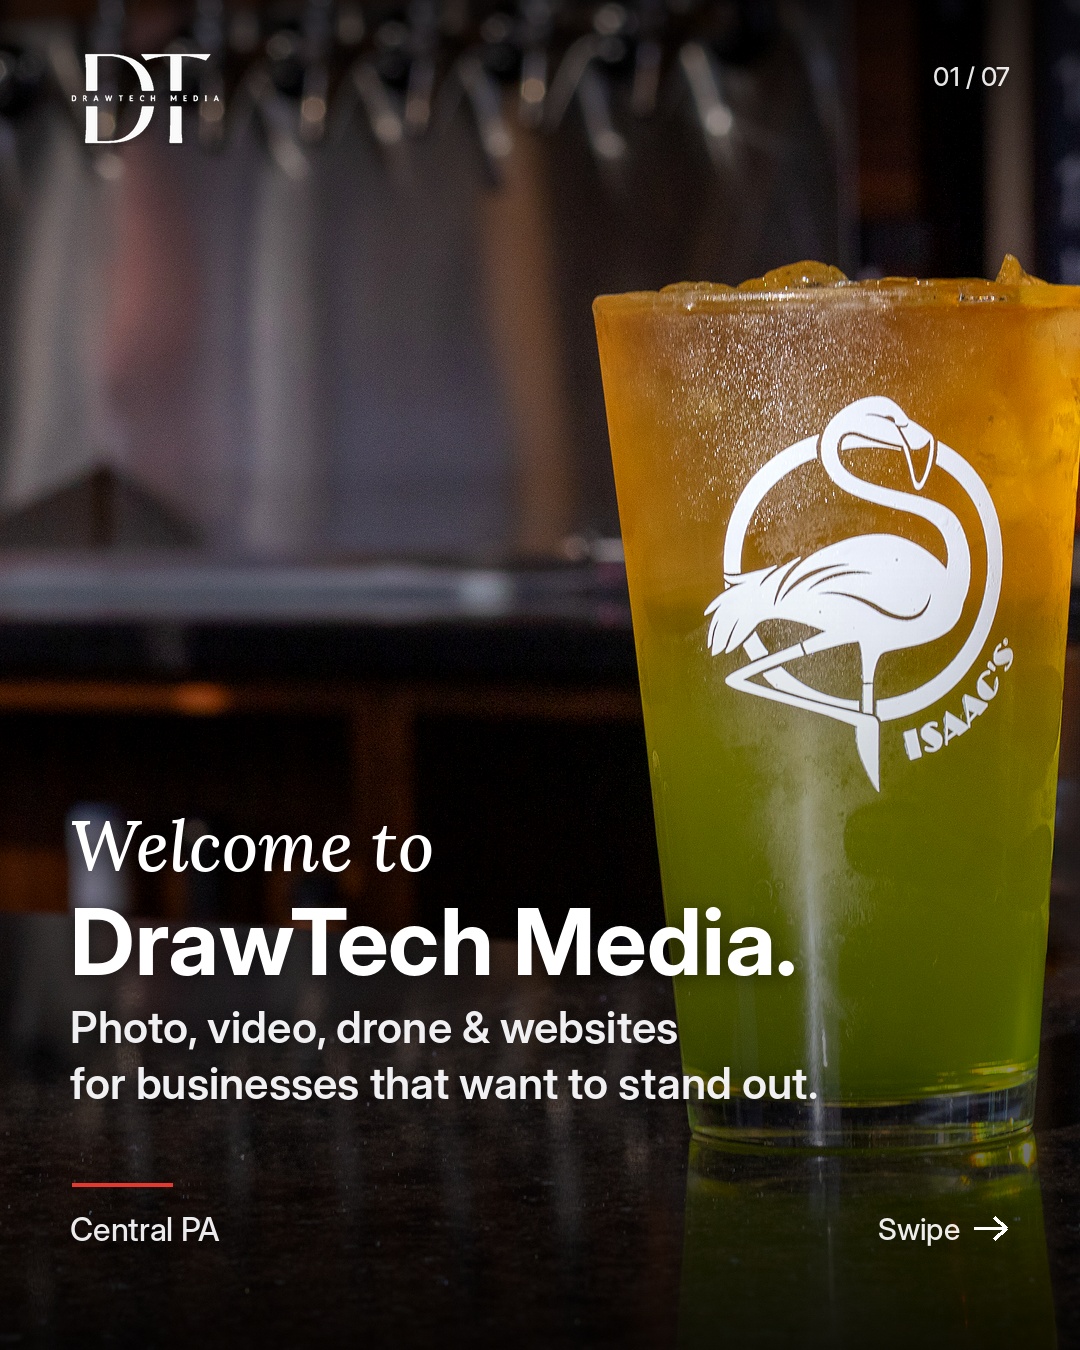 DT
DRAWTECH MEDIA
01 / 07
ISAAC'S
Welcome to
DrawTech Media.
Photo, video, drone & websites
for businesses that want to stand out.
Central PA
Swipe →